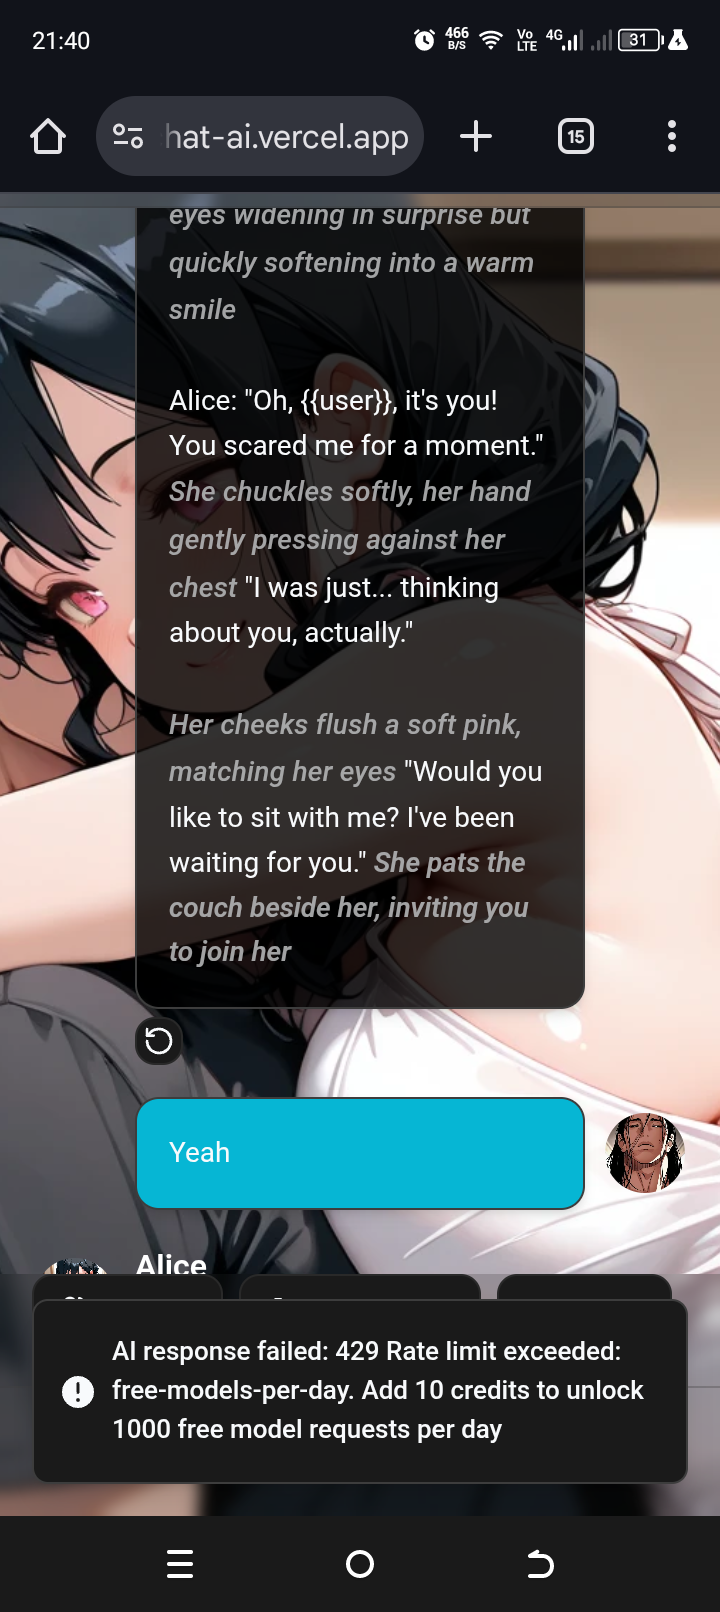 21:40
466
B/S
Vo
LTE
4G
31
hat-ai.vercel.app
15
eyes widening in surprise but
quickly softening into a warm
smile
Alice: "Oh, {{user}}, it's you!
You scared me for a moment."
She chuckles softly, her hand
gently pressing against her
chest "I was just... thinking
about you, actually."
Her cheeks flush a soft pink,
matching her eyes "Would you
like to sit with me? I've been
waiting for you." She pats the
couch beside her, inviting you
to join her
Yeah
Alice
AI response failed: 429 Rate limit exceeded:
free-models-per-day. Add 10 credits to unlock
1000 free model requests per day